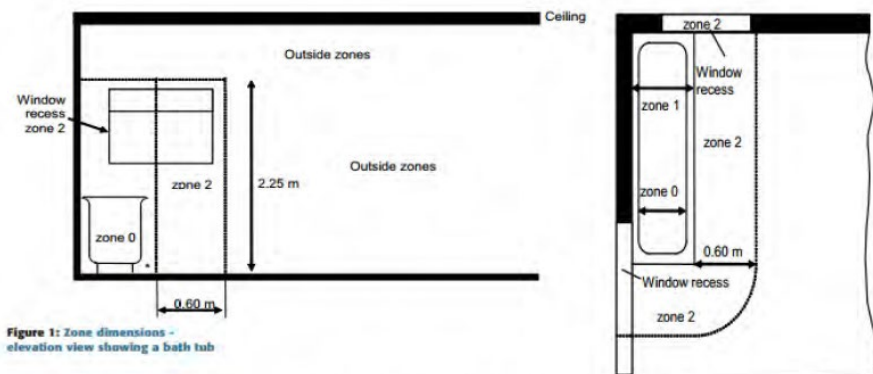 Ceiling
Outside zones
Window
recess
zone 2
zone 2
Outside zones
2.25 m
zone 0
0.60 m
Figure 1: Zone dimensions -
elevation view showing a bath tub
zone 2
Window
recess
zone 1
zone 2
zone 0
0.60 m
Window recess
zone 2